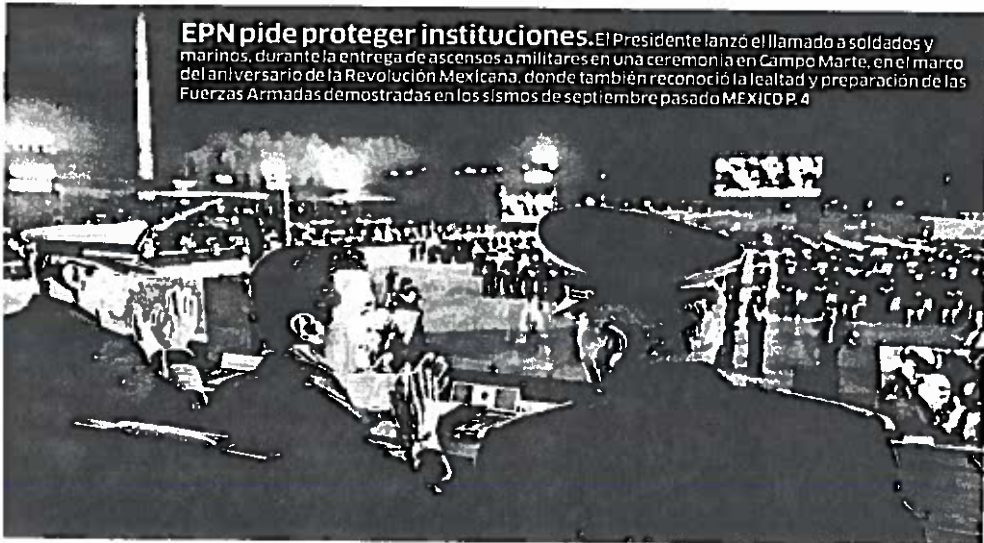 EPN pide proteger instituciones. El Presidente lanzó el llamado a soldados y
marinos, durante la entrega de ascensos a militares en una ceremonia en Campo Marte, en el marco
del aniversario de la Revolución Mexicana, donde también reconoció la lealtad y preparación de las
Fuerzas Armadas demostradas en los sismos de septiembre pasado MEXICO P. 4